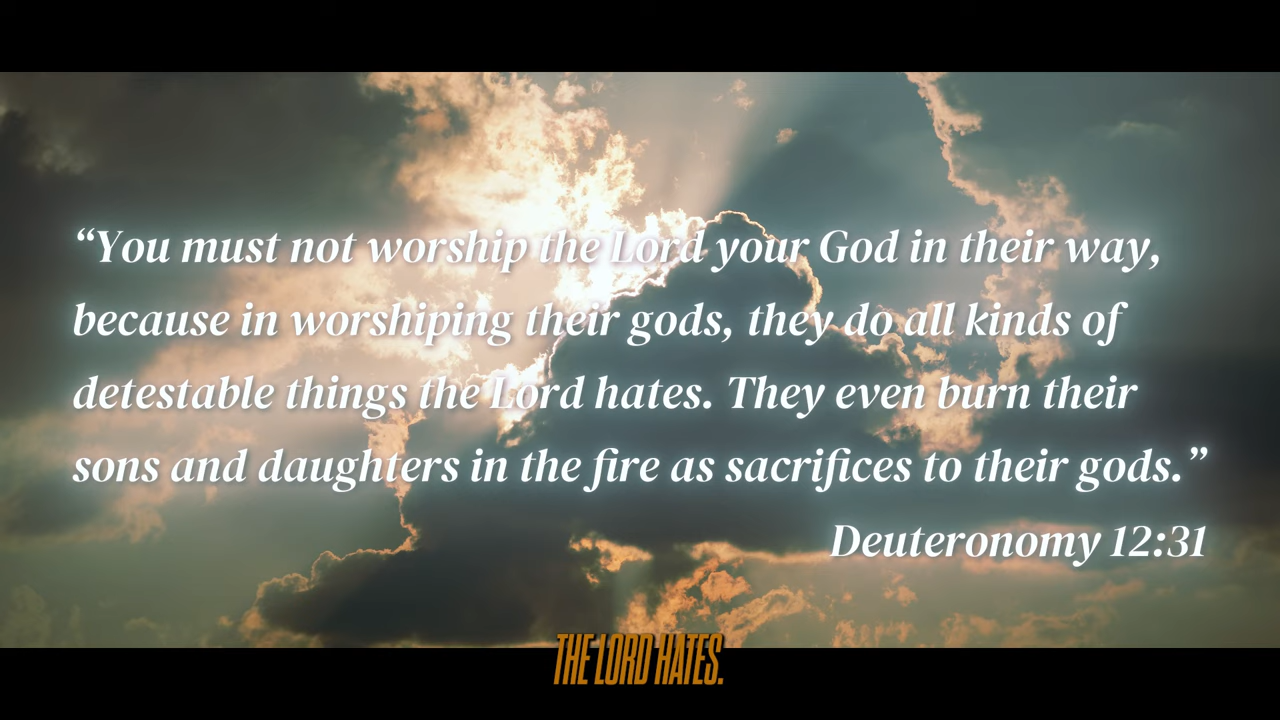 “You must not worship the Lord your God in their way,
because in worshiping their gods, they do all kinds of
detestable things the Lord hates. They even burn their
sons and daughters in the fire as sacrifices to their gods.”
Deuteronomy 12:31
THE LORD HATES.